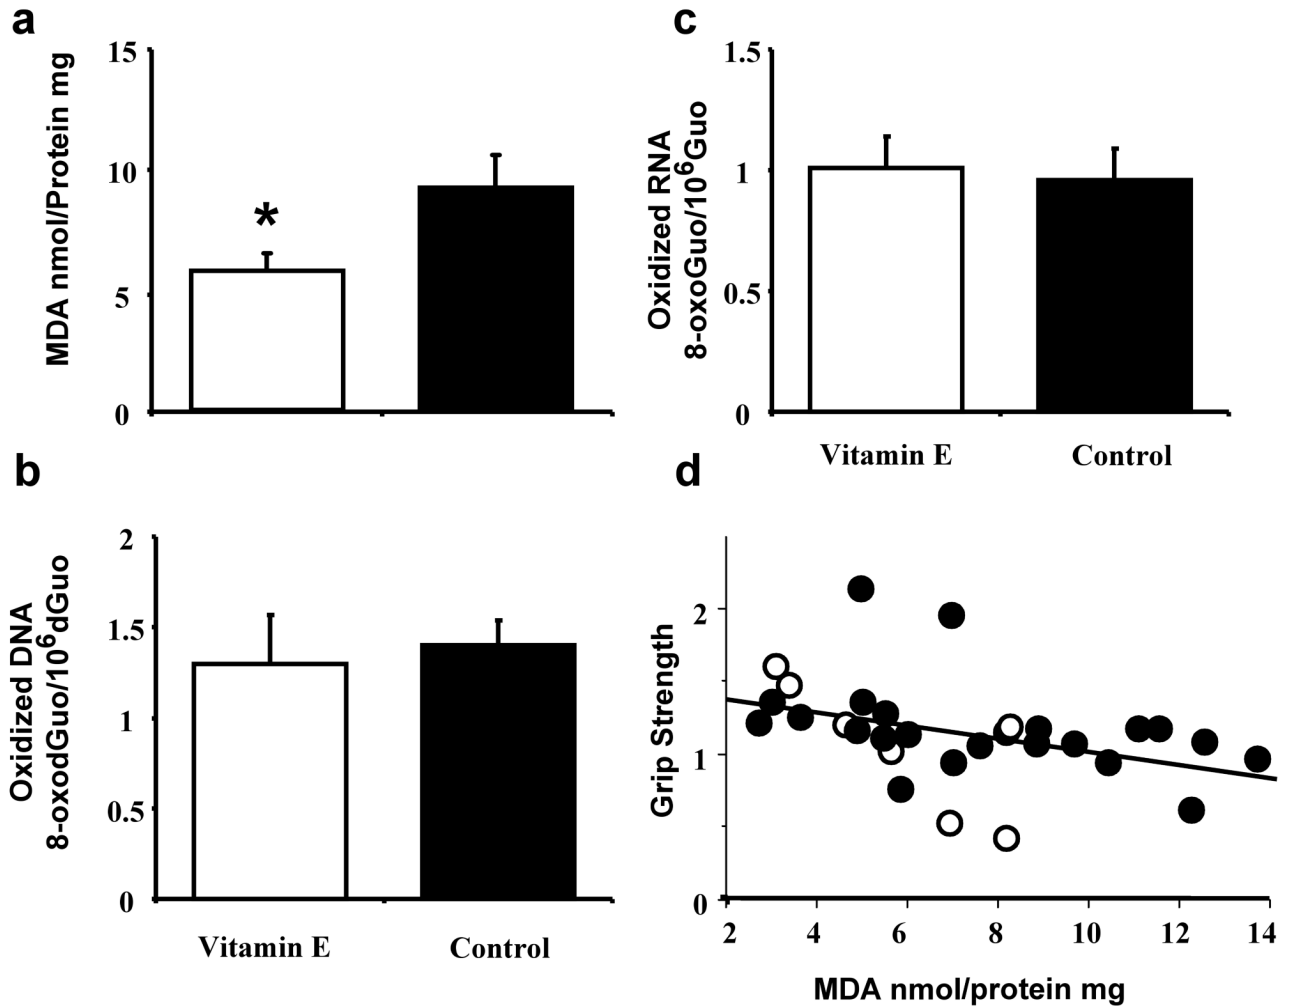 a
MDA nmol/Protein mg
15
10
5
0
*
c
Oxidized RNA
8-oxoGuo/10⁶Guo
1.5
1
0.5
0
Vitamin E
Control
b
Oxidized DNA
8-oxodGuo/10⁶dGuo
2
1.5
1
0.5
0
Vitamin E
Control
d
Grip Strength
2
1
0
2 4 6 8 10 12 14
MDA nmol/protein mg